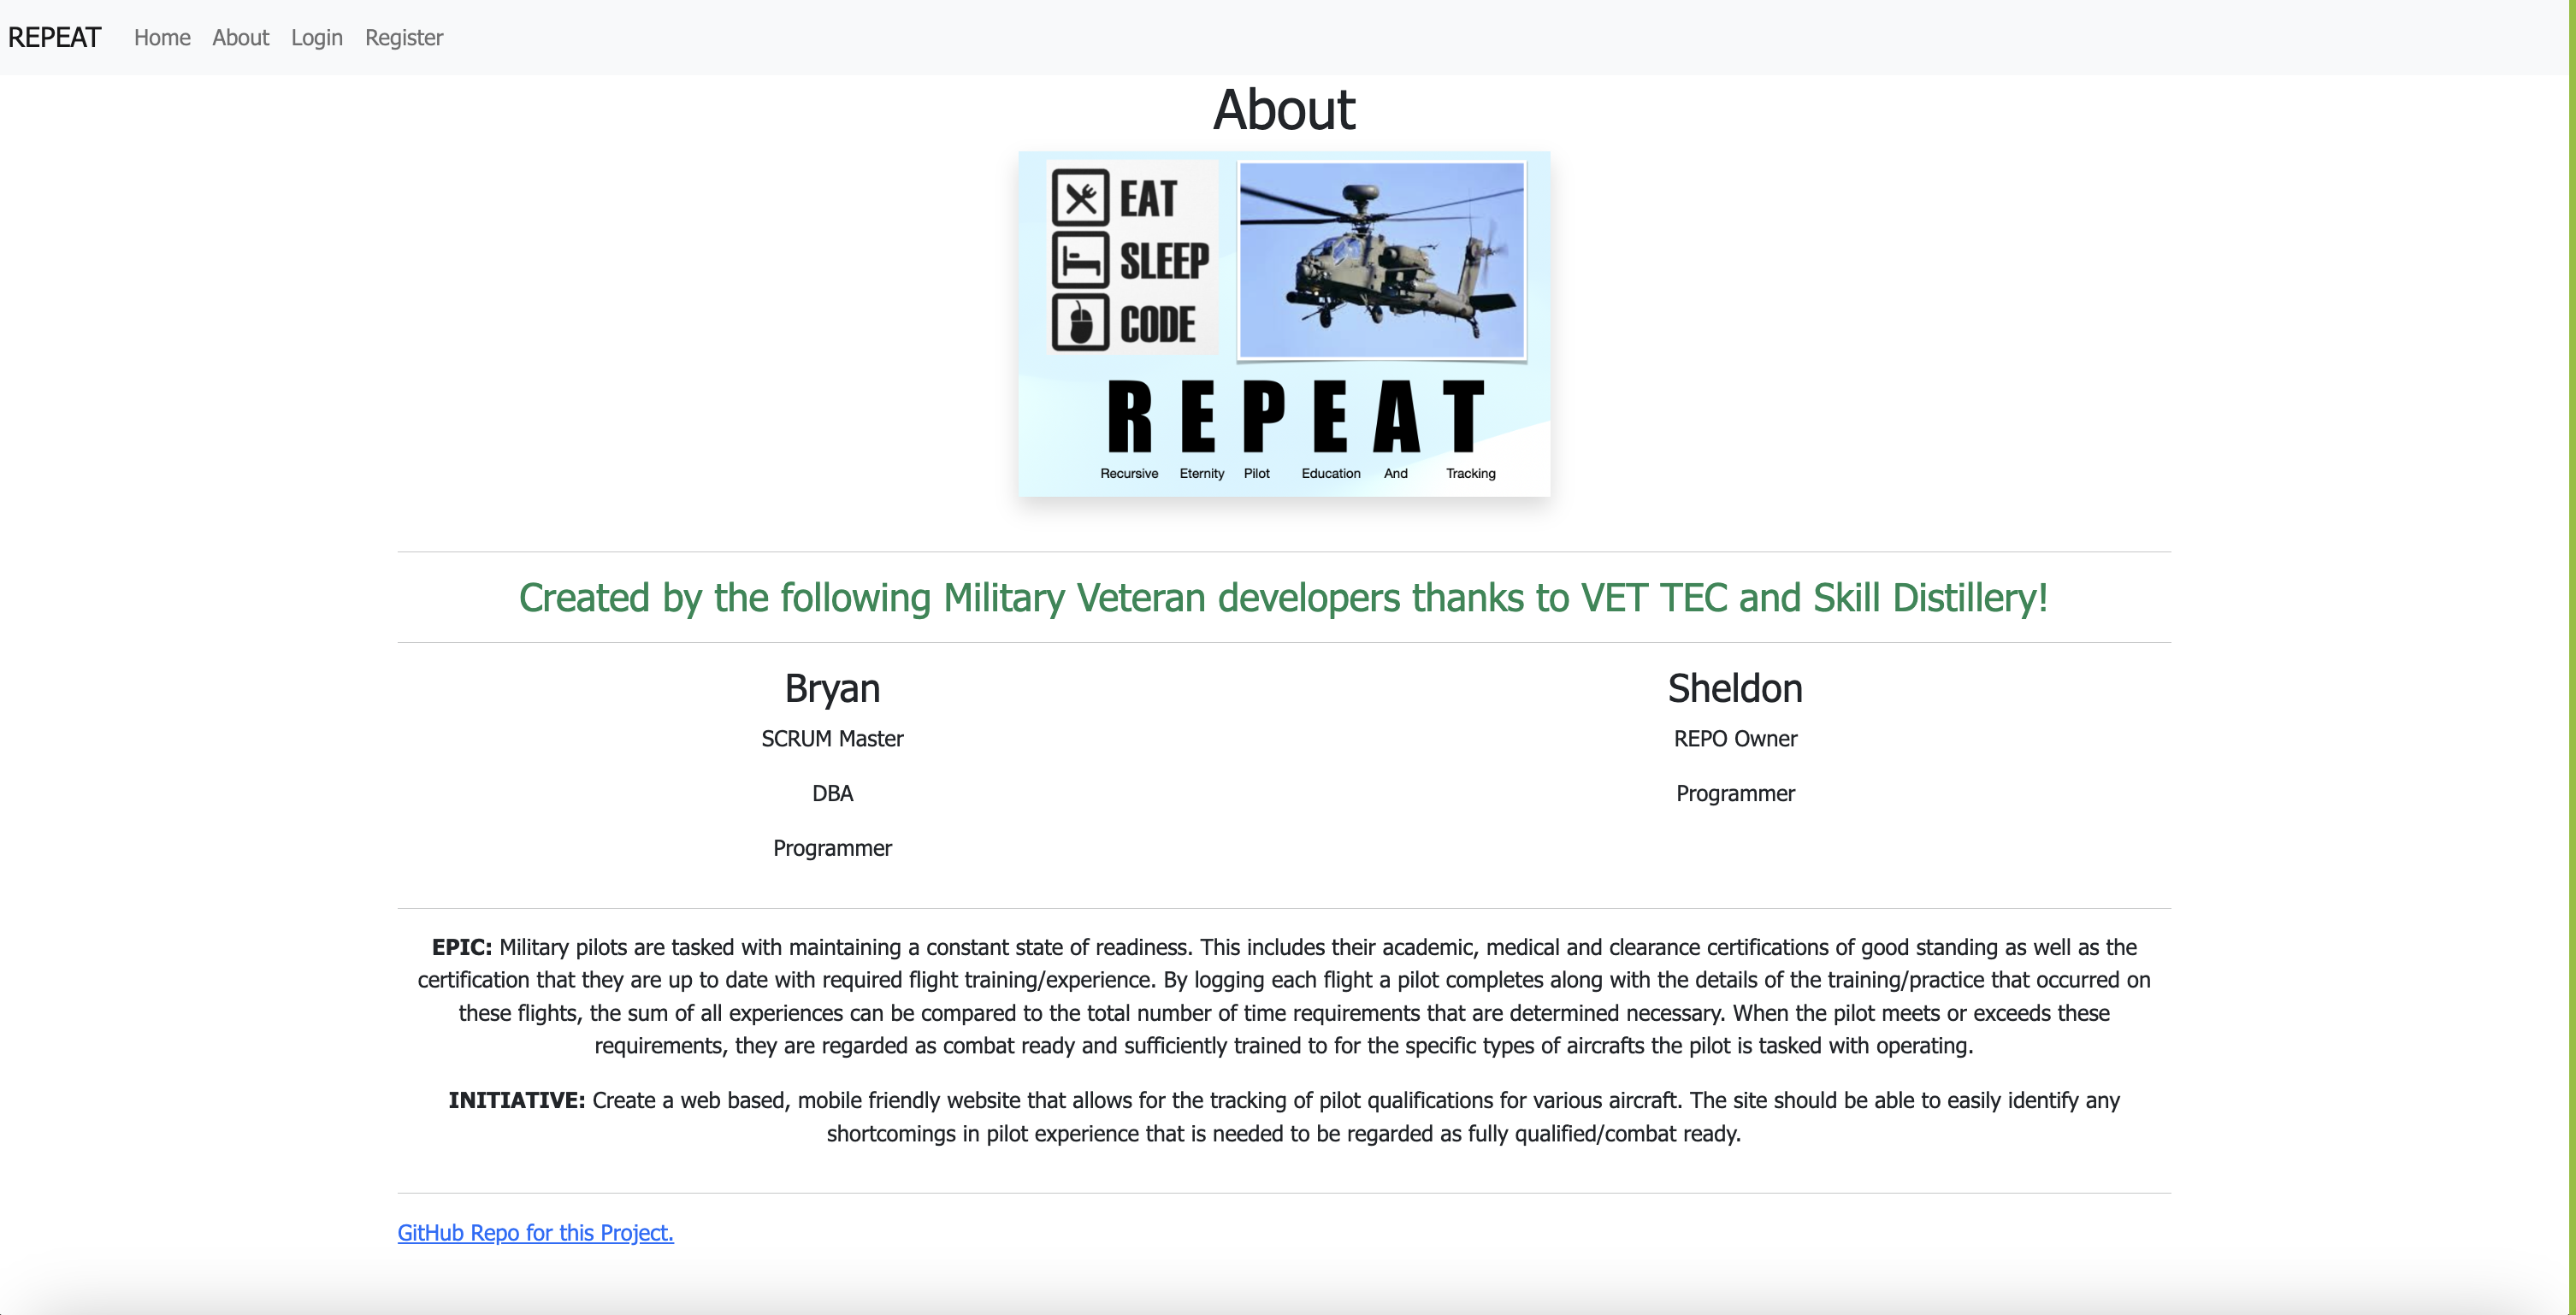 REPEAT Home About Login Register
About
EAT
SLEEP
CODE
REPEAT
Recursive Eternity Pilot Education And Tracking
Created by the following Military Veteran developers thanks to VET TEC and Skill Distillery!
Bryan
SCRUM Master
DBA
Programmer
Sheldon
REPO Owner
Programmer
EPIC: Military pilots are tasked with maintaining a constant state of readiness. This includes their academic, medical and clearance certifications of good standing as well as the
certification that they are up to date with required flight training/experience. By logging each flight a pilot completes along with the details of the training/practice that occurred on
these flights, the sum of all experiences can be compared to the total number of time requirements that are determined necessary. When the pilot meets or exceeds these
requirements, they are regarded as combat ready and sufficiently trained to for the specific types of aircrafts the pilot is tasked with operating.
INITIATIVE: Create a web based, mobile friendly website that allows for the tracking of pilot qualifications for various aircraft. The site should be able to easily identify any
shortcomings in pilot experience that is needed to be regarded as fully qualified/combat ready.
GitHub Repo for this Project.